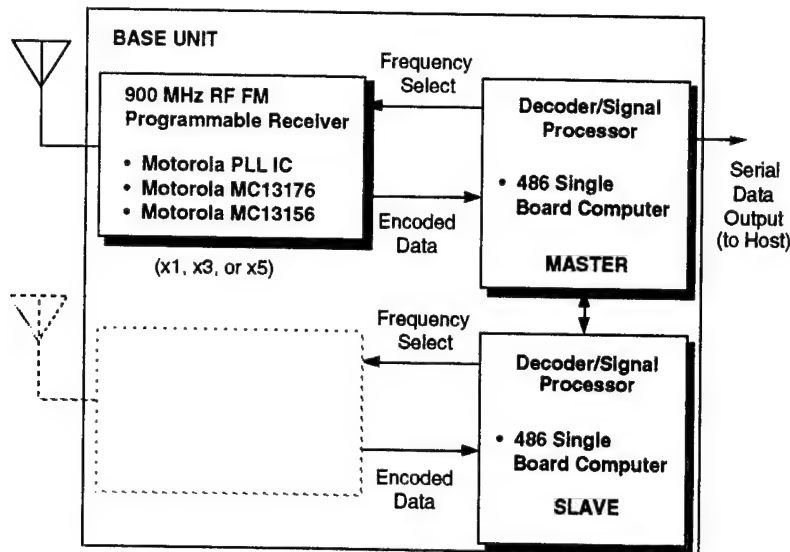 BASE UNIT
900 MHz RF FM
Programmable Receiver
• Motorola PLL IC
• Motorola MC13176
• Motorola MC13156
(x1, x3, or x5)
Frequency
Select
Encoded
Data
Decoder/Signal
Processor
• 486 Single
Board Computer
MASTER
Serial
Data
Output
(to Host)
Frequency
Select
Encoded
Data
Decoder/Signal
Processor
• 486 Single
Board Computer
SLAVE